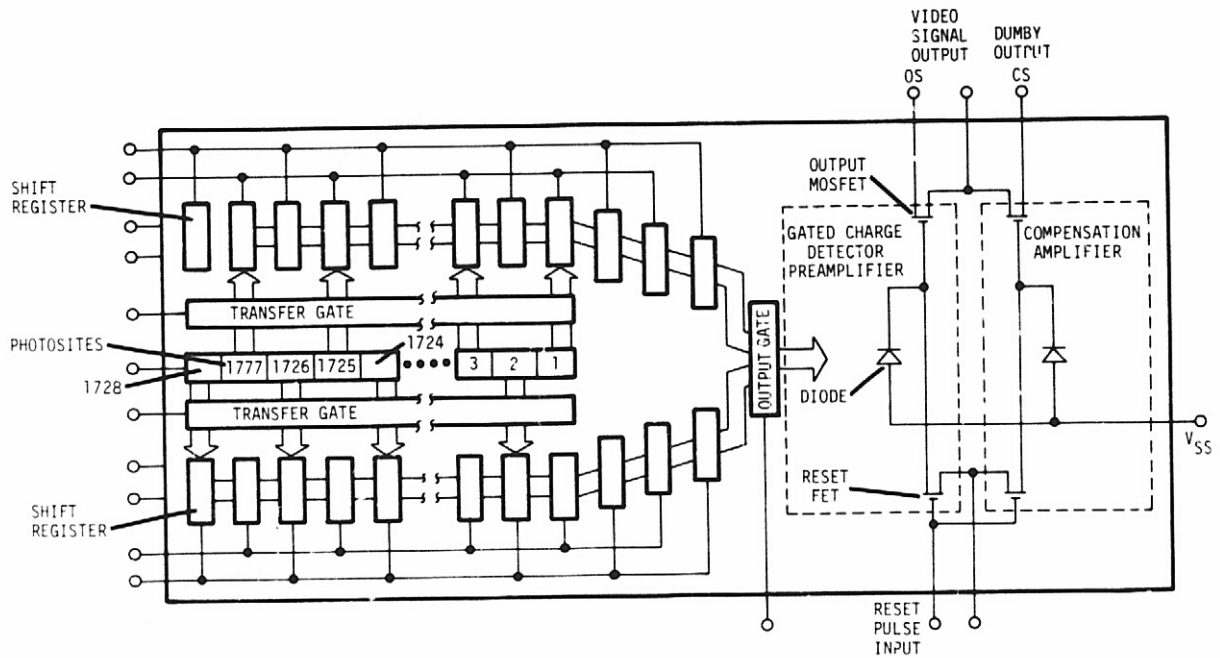 VIDEO
SIGNAL
OUTPUT
OS
DUMBY
OUTPUT
CS
SHIFT
REGISTER
OUTPUT
MOSFET
GATED CHARGE
DETECTOR
PREAMPLIFIER
COMPENSATION
AMPLIFIER
TRANSFER GATE
PHOTOSITES
1724
1777 1726 1725
3 2 1
1728
OUTPUT GATE
DIODE
TRANSFER GATE
VSS
RESET
FET
SHIFT
REGISTER
RESET
PULSE
INPUT